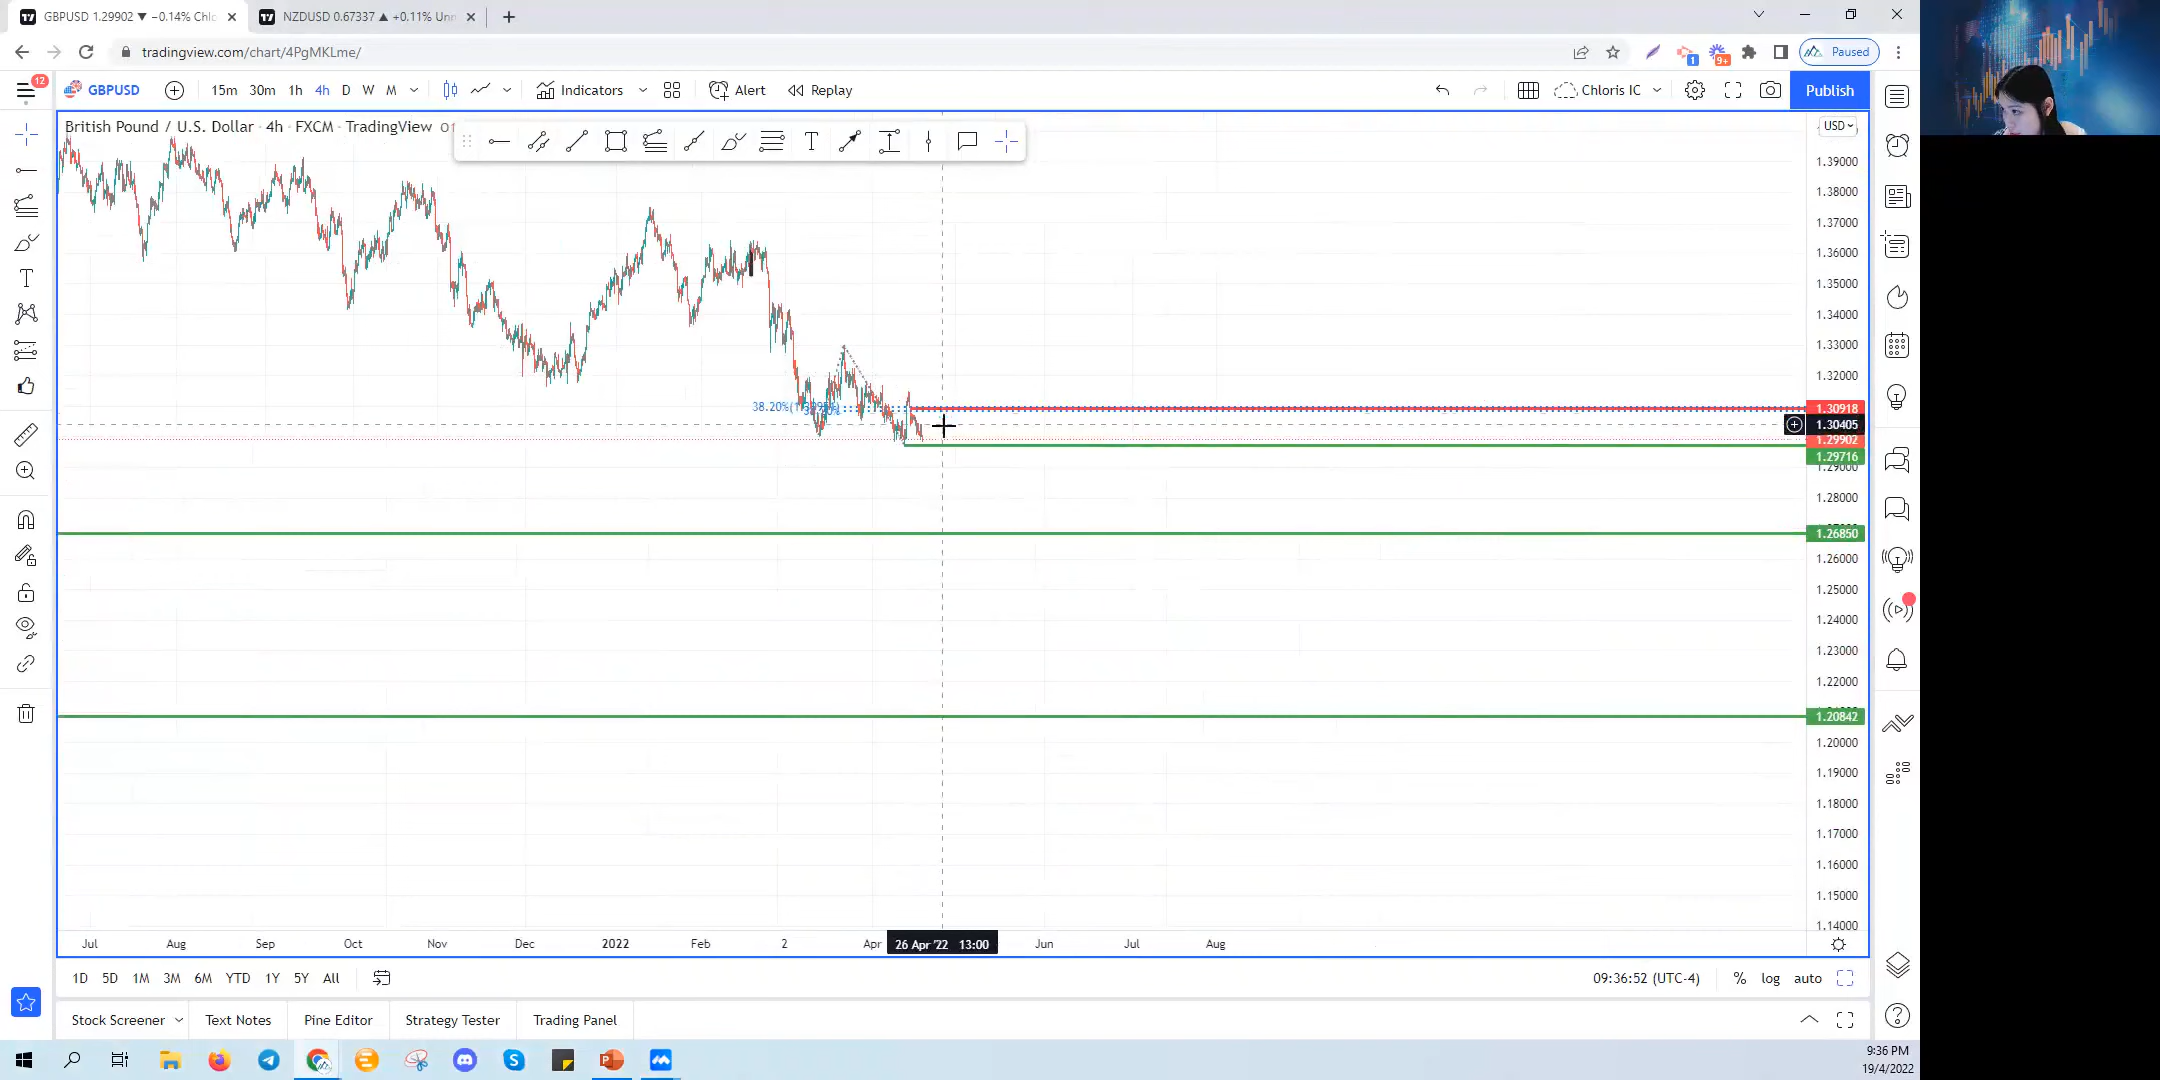 GBPUSD 1.29902 ▼ −0.14% Chlo
NZDUSD 0.67337 ▲ +0.11% Unn
tradingview.com/chart/4PgMKLme/
1
9+
Paused
12
GBPUSD
15m 30m 1h 4h D W M
Indicators
Alert
Replay
Chloris IC
Publish
British Pound / U.S. Dollar · 4h · FXCM · TradingView
USD
1.39000
1.38000
1.37000
1.36000
1.35000
1.34000
1.33000
1.32000
38.20%
1.30918
1.30405
1.29902
1.29716
1.29000
1.28000
1.26850
1.26000
1.25000
1.24000
1.23000
1.22000
1.20842
1.20000
1.19000
1.18000
1.17000
1.16000
1.15000
1.14000
Jul Aug Sep Oct Nov Dec 2022 Feb 2 Apr 26 Apr '22 13:00 Jun Jul Aug
1D 5D 1M 3M 6M YTD 1Y 5Y All
09:36:52 (UTC-4)
% log auto
Stock Screener
Text Notes
Pine Editor
Strategy Tester
Trading Panel
9:36 PM
19/4/2022